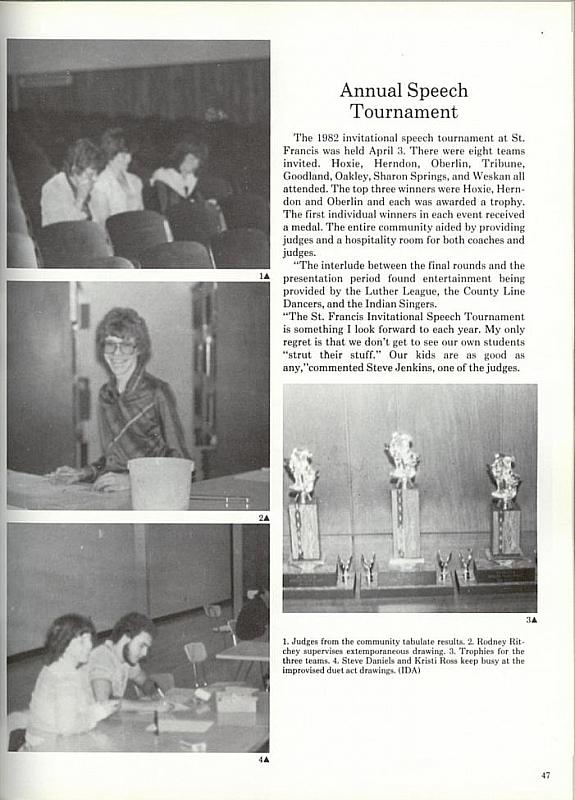 Annual Speech
Tournament
The 1982 invitational speech tournament at St.
Francis was held April 3. There were eight teams
invited. Hoxie, Herndon, Oberlin, Tribune,
Goodland, Oakley, Sharon Springs, and Weskan all
attended. The top three winners were Hoxie, Hern-
don and Oberlin and each was awarded a trophy.
The first individual winners in each event received
a medal. The entire community aided by providing
judges and a hospitality room for both coaches and
judges.
"The interlude between the final rounds and the
presentation period found entertainment being
provided by the Luther League, the County Line
Dancers, and the Indian Singers.
"The St. Francis Invitational Speech Tournament
is something I look forward to each year. My only
regret is that we don't get to see our own students
"strut their stuff." Our kids are as good as
any,"commented Steve Jenkins, one of the judges.
1▲
2▲
3▲
4▲
1. Judges from the community tabulate results. 2. Rodney Rit-
chey supervises extemporaneous drawing. 3. Trophies for the
three teams. 4. Steve Daniels and Kristi Ross keep busy at the
improvised duet act drawings. (IDA)
47